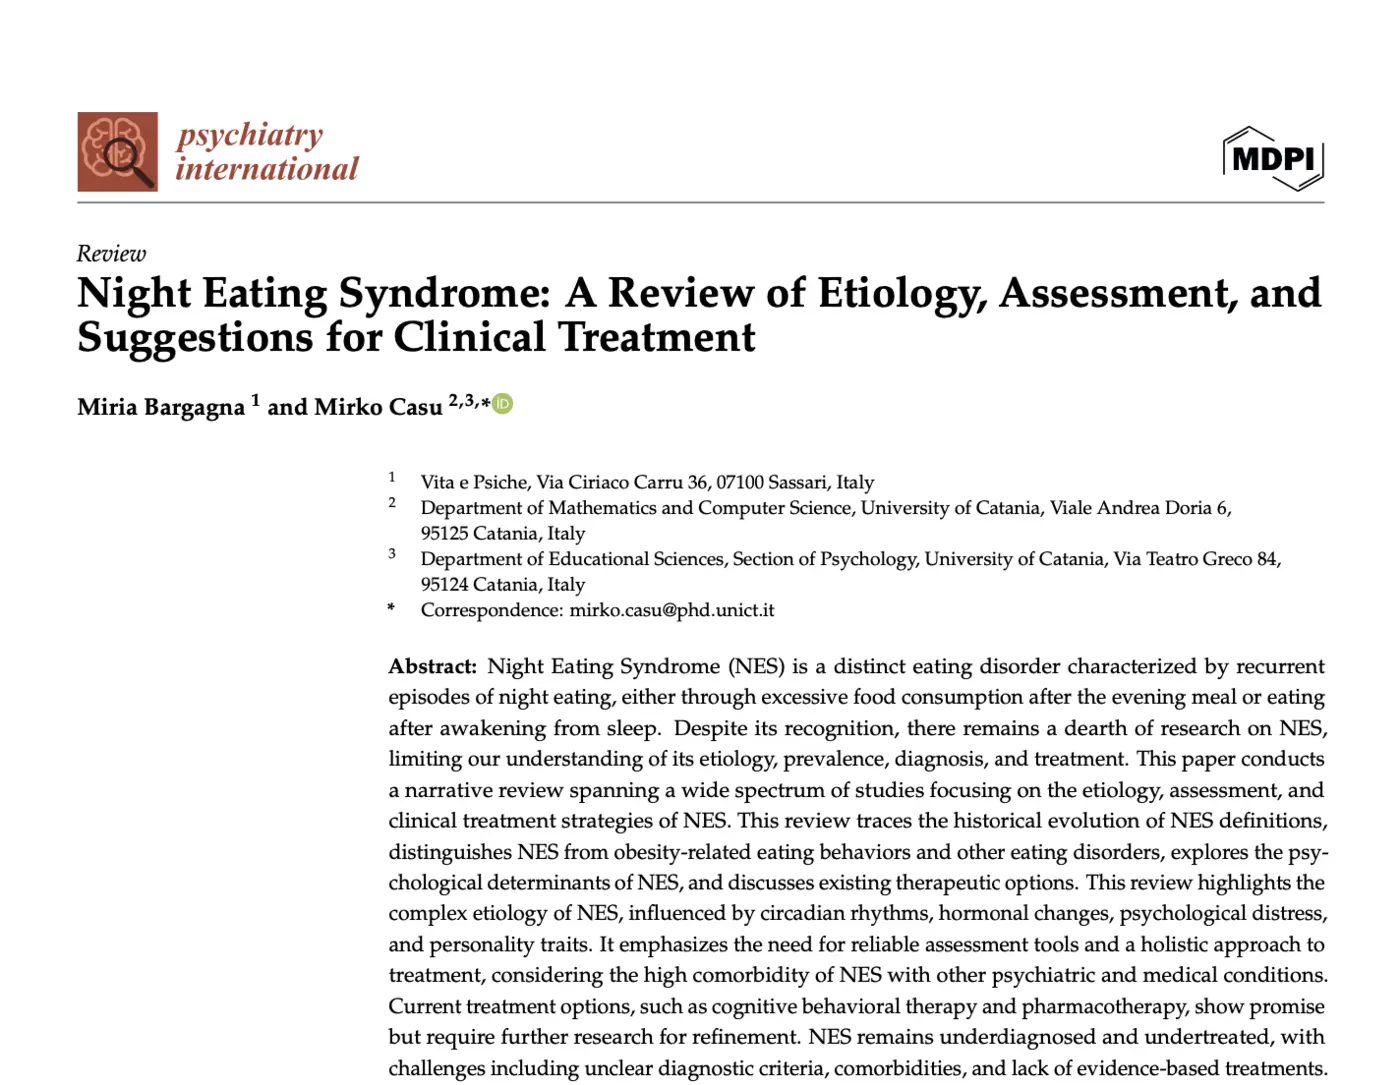 psychiatry
international
MDPI
Review
Night Eating Syndrome: A Review of Etiology, Assessment, and
Suggestions for Clinical Treatment
Miria Bargagna 1 and Mirko Casu 2,3,* iD
1 Vita e Psiche, Via Ciriaco Carru 36, 07100 Sassari, Italy
2 Department of Mathematics and Computer Science, University of Catania, Viale Andrea Doria 6,
95125 Catania, Italy
3 Department of Educational Sciences, Section of Psychology, University of Catania, Via Teatro Greco 84,
95124 Catania, Italy
* Correspondence: mirko.casu@phd.unict.it
Abstract: Night Eating Syndrome (NES) is a distinct eating disorder characterized by recurrent
episodes of night eating, either through excessive food consumption after the evening meal or eating
after awakening from sleep. Despite its recognition, there remains a dearth of research on NES,
limiting our understanding of its etiology, prevalence, diagnosis, and treatment. This paper conducts
a narrative review spanning a wide spectrum of studies focusing on the etiology, assessment, and
clinical treatment strategies of NES. This review traces the historical evolution of NES definitions,
distinguishes NES from obesity-related eating behaviors and other eating disorders, explores the psy-
chological determinants of NES, and discusses existing therapeutic options. This review highlights the
complex etiology of NES, influenced by circadian rhythms, hormonal changes, psychological distress,
and personality traits. It emphasizes the need for reliable assessment tools and a holistic approach to
treatment, considering the high comorbidity of NES with other psychiatric and medical conditions.
Current treatment options, such as cognitive behavioral therapy and pharmacotherapy, show promise
but require further research for refinement. NES remains underdiagnosed and undertreated, with
challenges including unclear diagnostic criteria, comorbidities, and lack of evidence-based treatments.